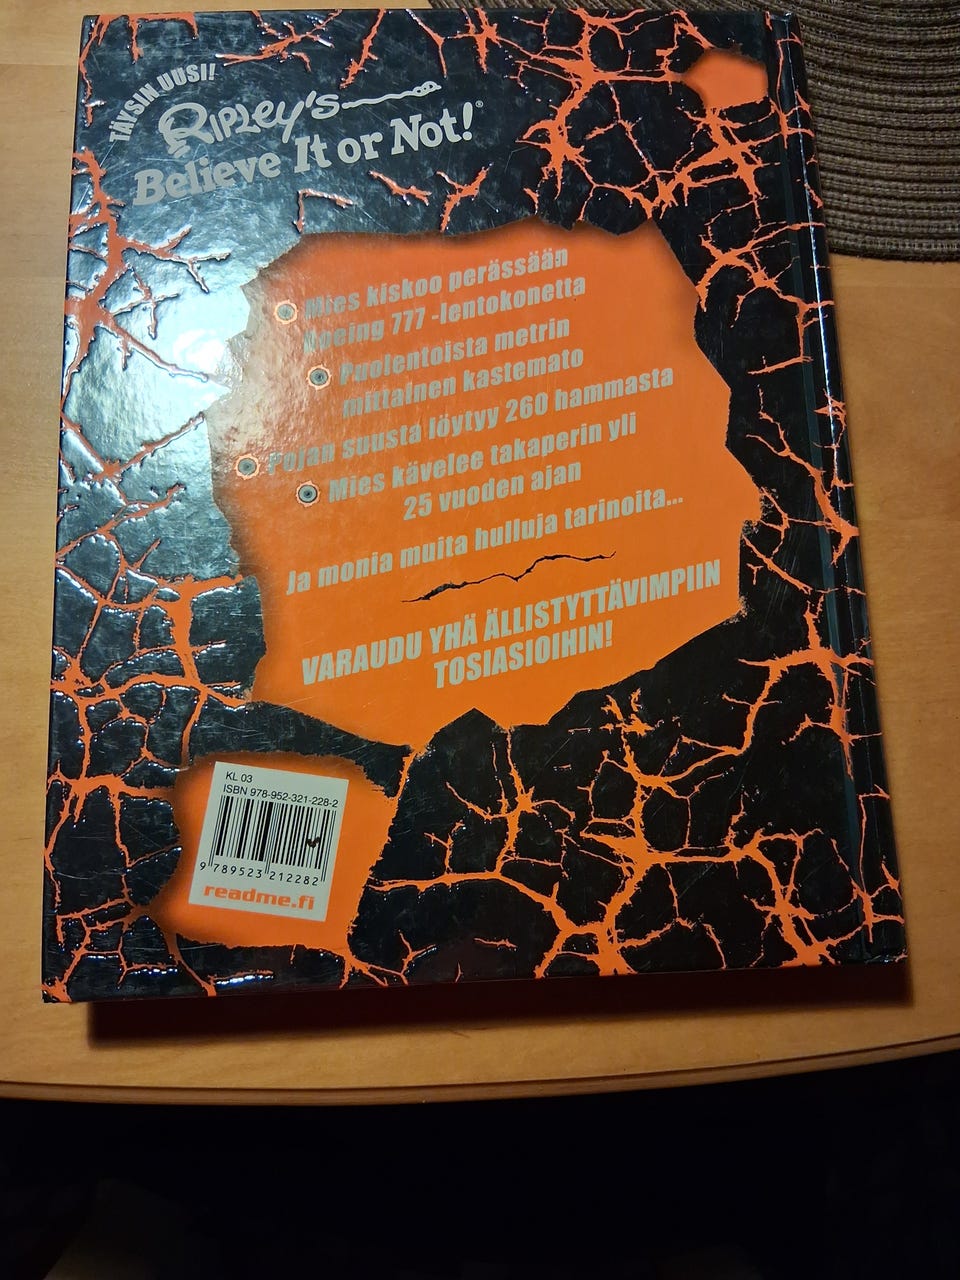 TÄYSIN UUSI!
RIPLEY'S
Believe It or Not!®
Mies kiskoo perässään
Boeing 777 -lentokonetta
Puolentoista metrin
mittainen kastemato
Pojan suusta löytyy 260 hammasta
Mies kävelee takaperin yli
25 vuoden ajan
Ja monia muita hulluja tarinoita...
VARAUDU YHÄ ÄLLISTYTTÄVIMPIIN
TOSIASIOIHIN!
KL 03
ISBN 978-952-321-228-2
9 789523 212282
readme.fi